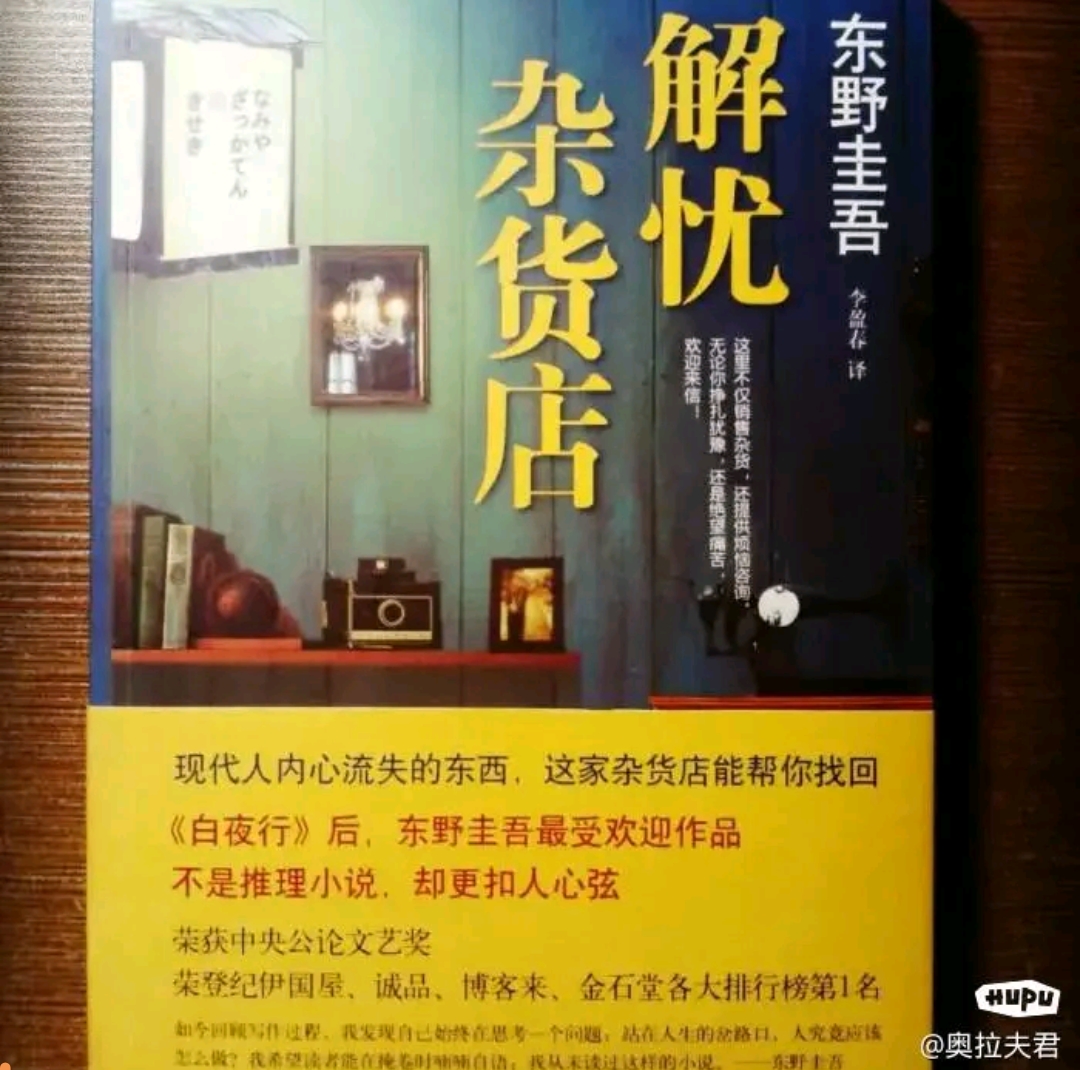 东野圭吾
李盈春 译
解忧
杂货店
这里不仅销售杂货，还提供烦恼咨询。
无论你挣扎犹豫，还是绝望痛苦，
欢迎来信！
なみや
ざっかてん
の
きせき
现代人内心流失的东西，这家杂货店能帮你找回
《白夜行》后，东野圭吾最受欢迎作品
不是推理小说，却更扣人心弦
荣获中央公论文艺奖
荣登纪伊国屋、诚品、博客来、金石堂各大排行榜第1名
如今回顾写作过程，我发现自己始终在思考一个问题：站在人生的岔路口，人究竟应该
怎么做？我希望读者能在掩卷时喃喃自语：我从未读过这样的小说。——东野圭吾
HUPU
@奥拉夫君